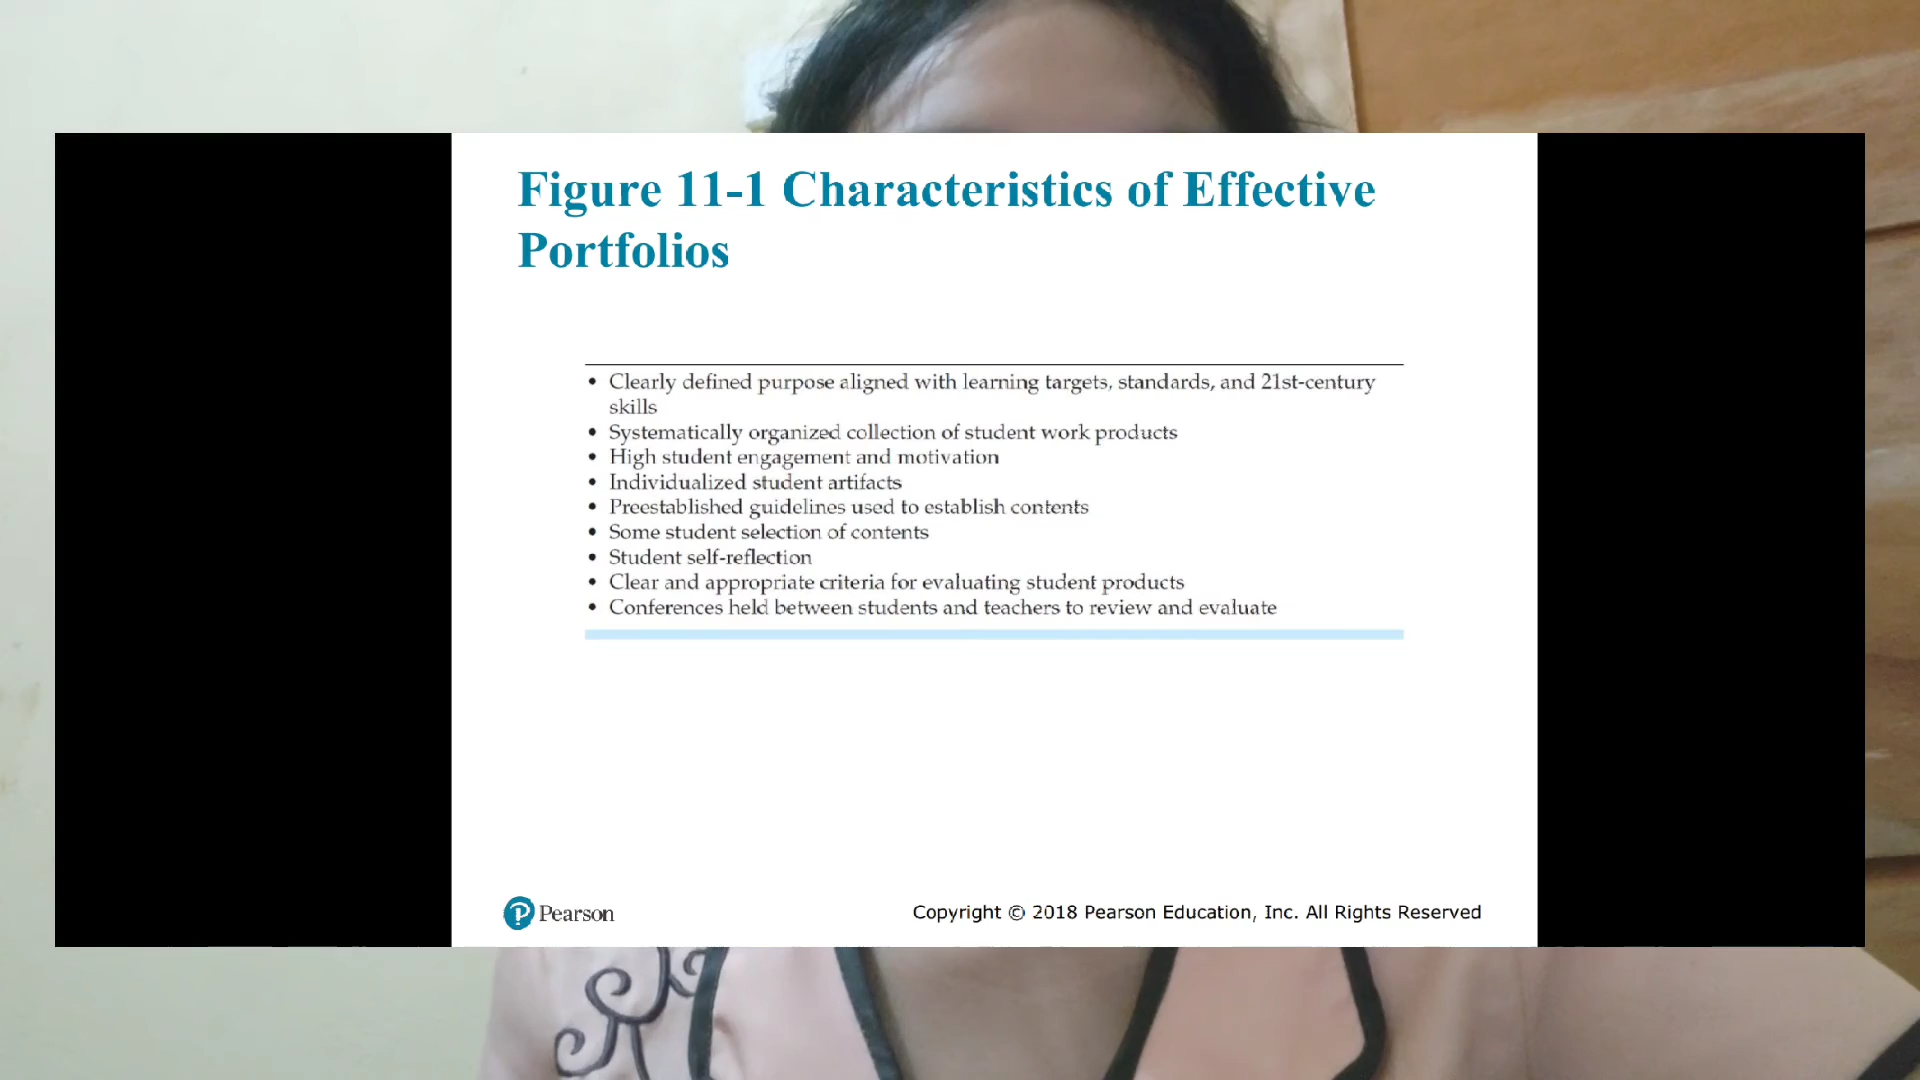 Figure 11-1 Characteristics of Effective
Portfolios
• Clearly defined purpose aligned with learning targets, standards, and 21st-century
skills
• Systematically organized collection of student work products
• High student engagement and motivation
• Individualized student artifacts
• Preestablished guidelines used to establish contents
• Some student selection of contents
• Student self-reflection
• Clear and appropriate criteria for evaluating student products
• Conferences held between students and teachers to review and evaluate
P Pearson
Copyright © 2018 Pearson Education, Inc. All Rights Reserved